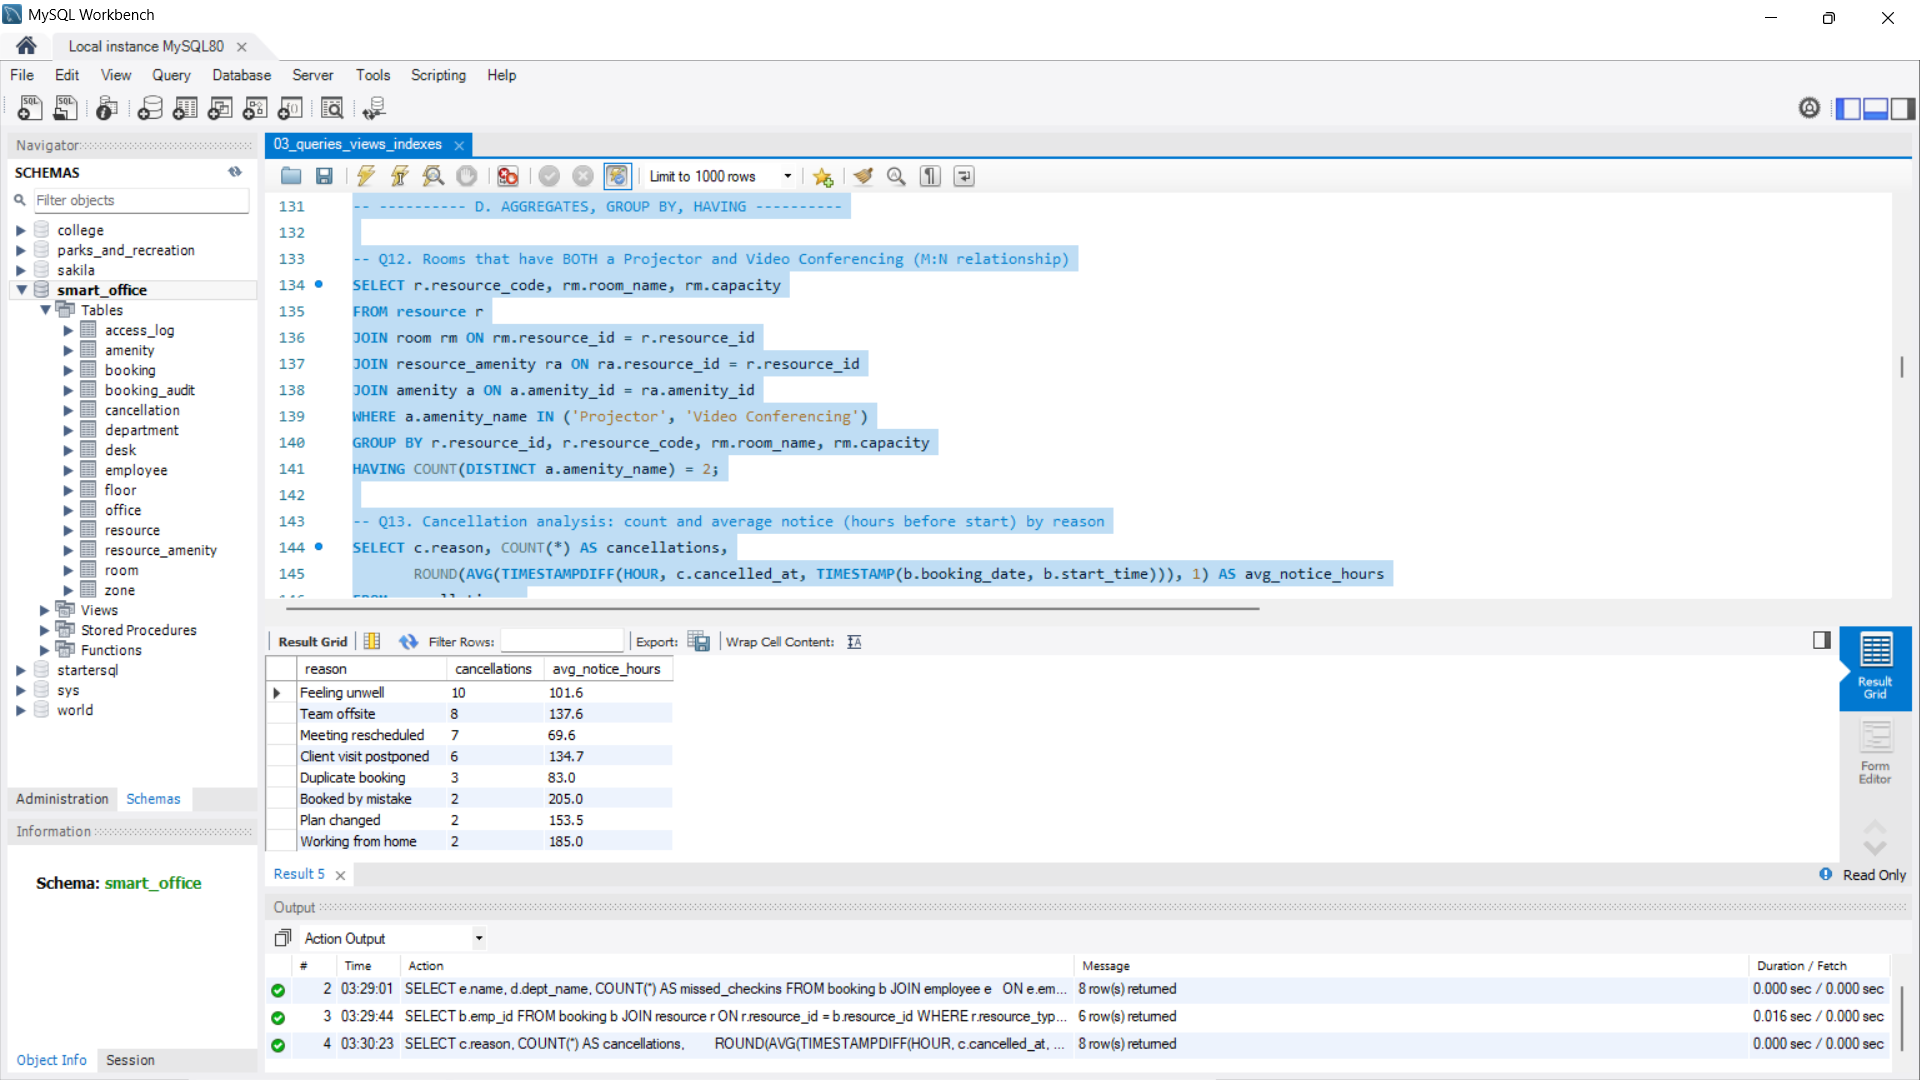 MySQL Workbench
Local instance MySQL80
File Edit View Query Database Server Tools Scripting Help
Navigator
SCHEMAS
Filter objects
college
parks_and_recreation
sakila
smart_office
Tables
access_log
amenity
booking
booking_audit
cancellation
department
desk
employee
floor
office
resource
resource_amenity
room
zone
Views
Stored Procedures
Functions
startersql
sys
world
Administration Schemas
Information
Schema: smart_office
Object Info Session
03_queries_views_indexes
Limit to 1000 rows
131 -- ---------- D. AGGREGATES, GROUP BY, HAVING ----------
132
133 -- Q12. Rooms that have BOTH a Projector and Video Conferencing (M:N relationship)
134 SELECT r.resource_code, rm.room_name, rm.capacity
135 FROM resource r
136 JOIN room rm ON rm.resource_id = r.resource_id
137 JOIN resource_amenity ra ON ra.resource_id = r.resource_id
138 JOIN amenity a ON a.amenity_id = ra.amenity_id
139 WHERE a.amenity_name IN ('Projector', 'Video Conferencing')
140 GROUP BY r.resource_id, r.resource_code, rm.room_name, rm.capacity
141 HAVING COUNT(DISTINCT a.amenity_name) = 2;
142
143 -- Q13. Cancellation analysis: count and average notice (hours before start) by reason
144 SELECT c.reason, COUNT(*) AS cancellations,
145 ROUND(AVG(TIMESTAMPDIFF(HOUR, c.cancelled_at, TIMESTAMP(b.booking_date, b.start_time))), 1) AS avg_notice_hours
Result Grid Filter Rows: Export: Wrap Cell Content:
reason cancellations avg_notice_hours
Feeling unwell 10 101.6
Team offsite 8 137.6
Meeting rescheduled 7 69.6
Client visit postponed 6 134.7
Duplicate booking 3 83.0
Booked by mistake 2 205.0
Plan changed 2 153.5
Working from home 2 185.0
Result Grid
Form Editor
Result 5
Read Only
Output
Action Output
# Time Action Message Duration / Fetch
2 03:29:01 SELECT e.name, d.dept_name, COUNT(*) AS missed_checkins FROM booking b JOIN employee e ON e.em... 8 row(s) returned 0.000 sec / 0.000 sec
3 03:29:44 SELECT b.emp_id FROM booking b JOIN resource r ON r.resource_id = b.resource_id WHERE r.resource_typ... 6 row(s) returned 0.016 sec / 0.000 sec
4 03:30:23 SELECT c.reason, COUNT(*) AS cancellations, ROUND(AVG(TIMESTAMPDIFF(HOUR, c.cancelled_at, ... 8 row(s) returned 0.000 sec / 0.000 sec